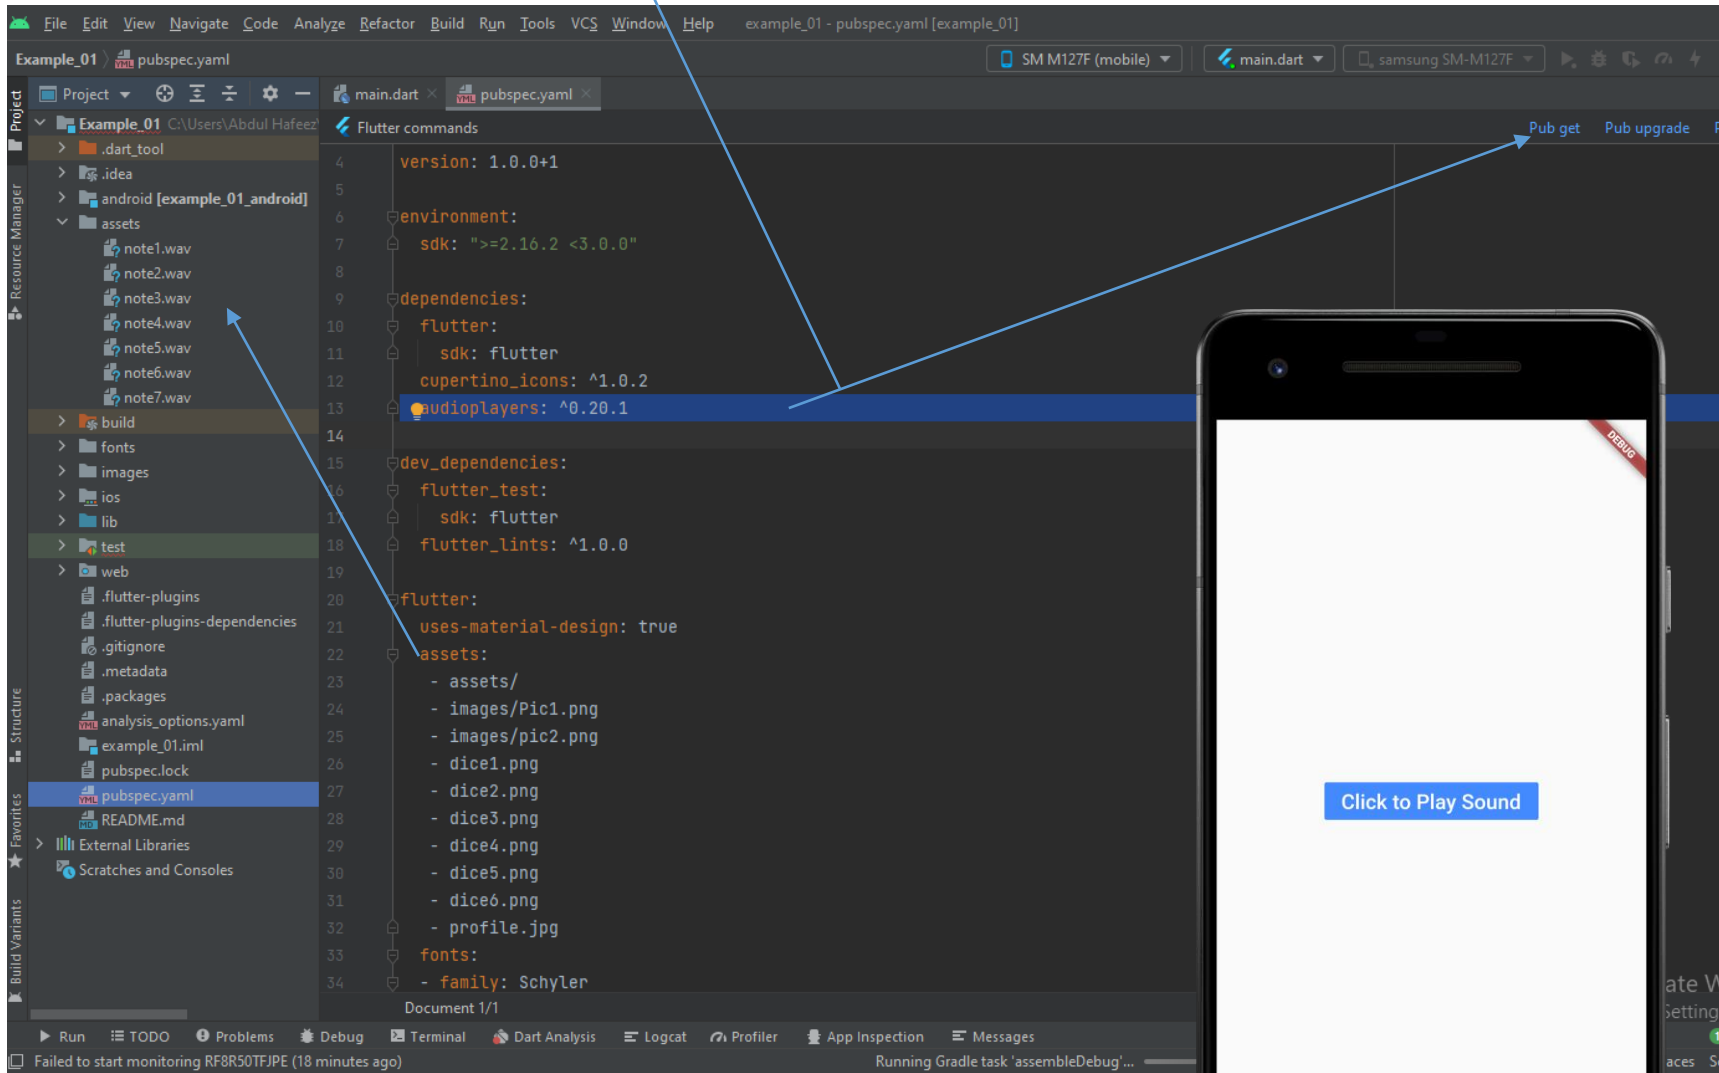 File Edit View Navigate Code Analyze Refactor Build Run Tools VCS Window Help example_01 - pubspec.yaml [example_01]
Example_01 pubspec.yaml SM M127F (mobile) main.dart samsung SM-M127F
Project main.dart pubspec.yaml
Project
Resource Manager
Structure
Favorites
Build Variants
Example_01 C:\Users\Abdul Hafeez
.dart_tool
.idea
android [example_01_android]
assets
note1.wav
note2.wav
note3.wav
note4.wav
note5.wav
note6.wav
note7.wav
build
fonts
images
ios
lib
test
web
.flutter-plugins
.flutter-plugins-dependencies
.gitignore
.metadata
.packages
analysis_options.yaml
example_01.iml
pubspec.lock
pubspec.yaml
README.md
External Libraries
Scratches and Consoles
Flutter commands Pub get Pub upgrade
4 version: 1.0.0+1
5
6 environment:
7 sdk: ">=2.16.2 <3.0.0"
8
9 dependencies:
10 flutter:
11 sdk: flutter
12 cupertino_icons: ^1.0.2
13 audioplayers: ^0.20.1
14
15 dev_dependencies:
16 flutter_test:
17 sdk: flutter
18 flutter_lints: ^1.0.0
19
20 flutter:
21 uses-material-design: true
22 assets:
23 - assets/
24 - images/Pic1.png
25 - images/pic2.png
26 - dice1.png
27 - dice2.png
28 - dice3.png
29 - dice4.png
30 - dice5.png
31 - dice6.png
32 - profile.jpg
33 fonts:
34 - family: Schyler
Document 1/1
DEBUG
Click to Play Sound
ate W
Setting
Run TODO Problems Debug Terminal Dart Analysis Logcat Profiler App Inspection Messages
Failed to start monitoring RF8R50TFJPE (18 minutes ago) Running Gradle task 'assembleDebug'... aces